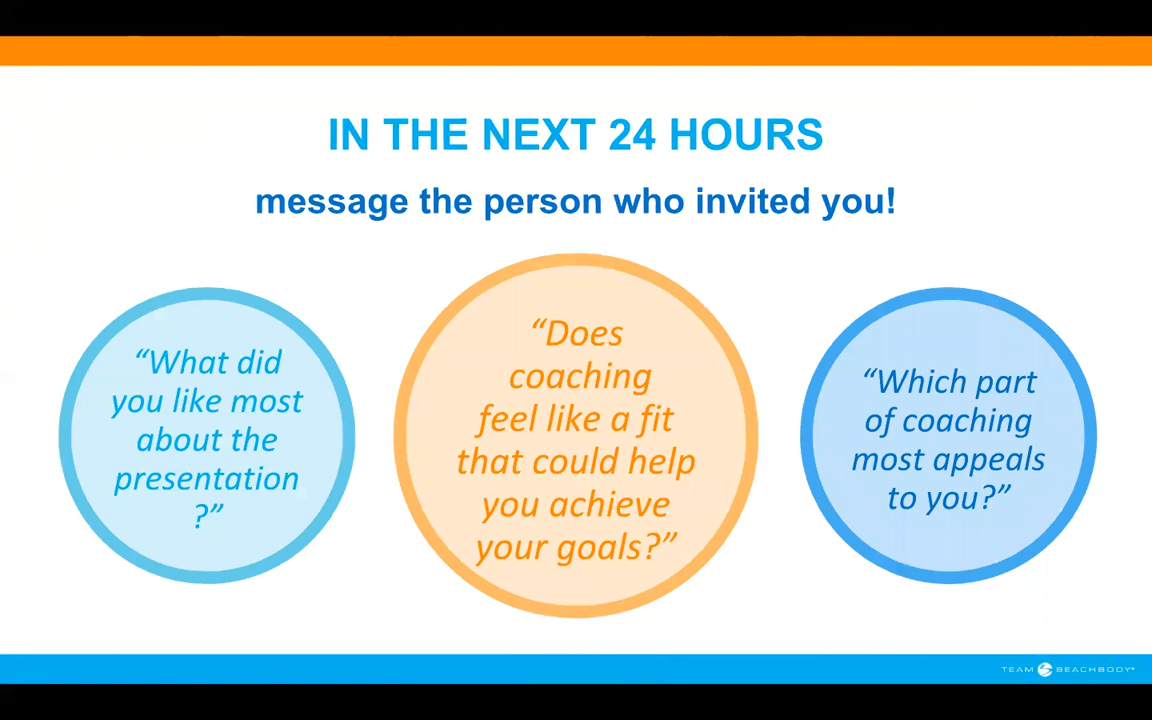 IN THE NEXT 24 HOURS
message the person who invited you!
“What did
you like most
about the
presentation
?”
“Does
coaching
feel like a fit
that could help
you achieve
your goals?”
“Which part
of coaching
most appeals
to you?”
TEAM BEACHBODY®